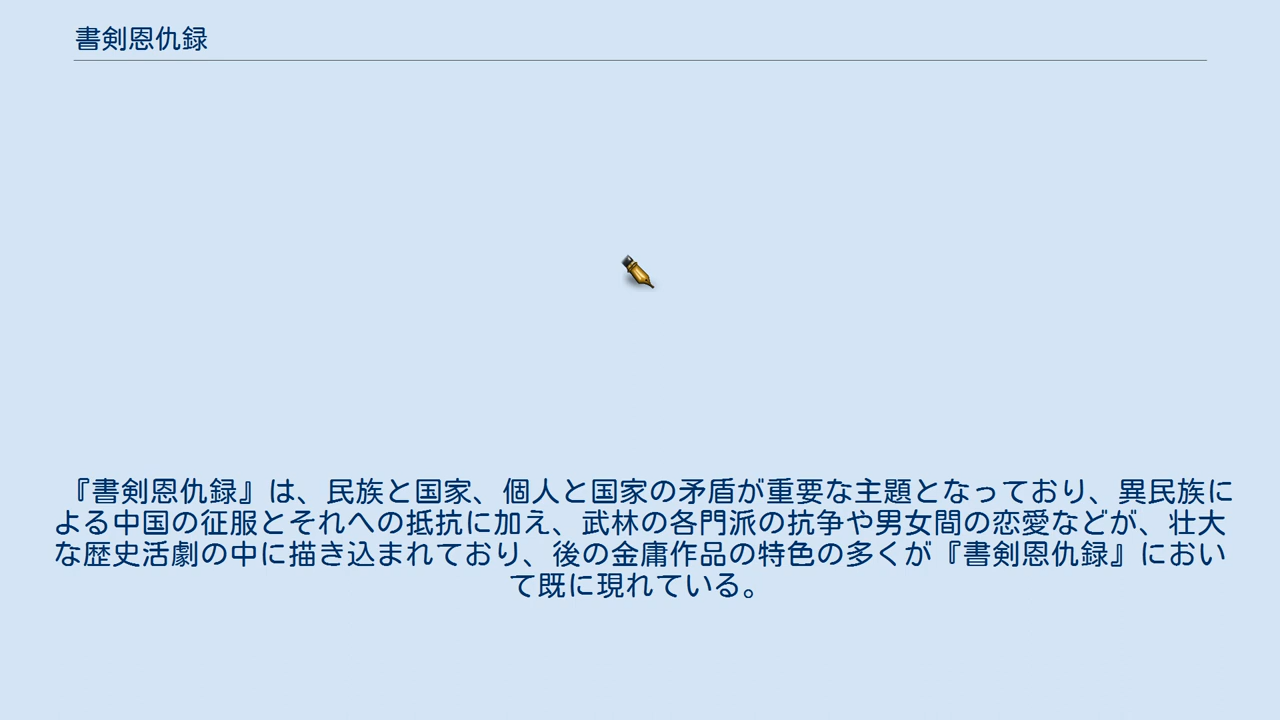 書剣恩仇録
『書剣恩仇録』は、民族と国家、個人と国家の矛盾が重要な主題となっており、異民族に
よる中国の征服とそれへの抵抗に加え、武林の各門派の抗争や男女間の恋愛などが、壮大
な歴史活劇の中に描き込まれており、後の金庸作品の特色の多くが『書剣恩仇録』におい
て既に現れている。